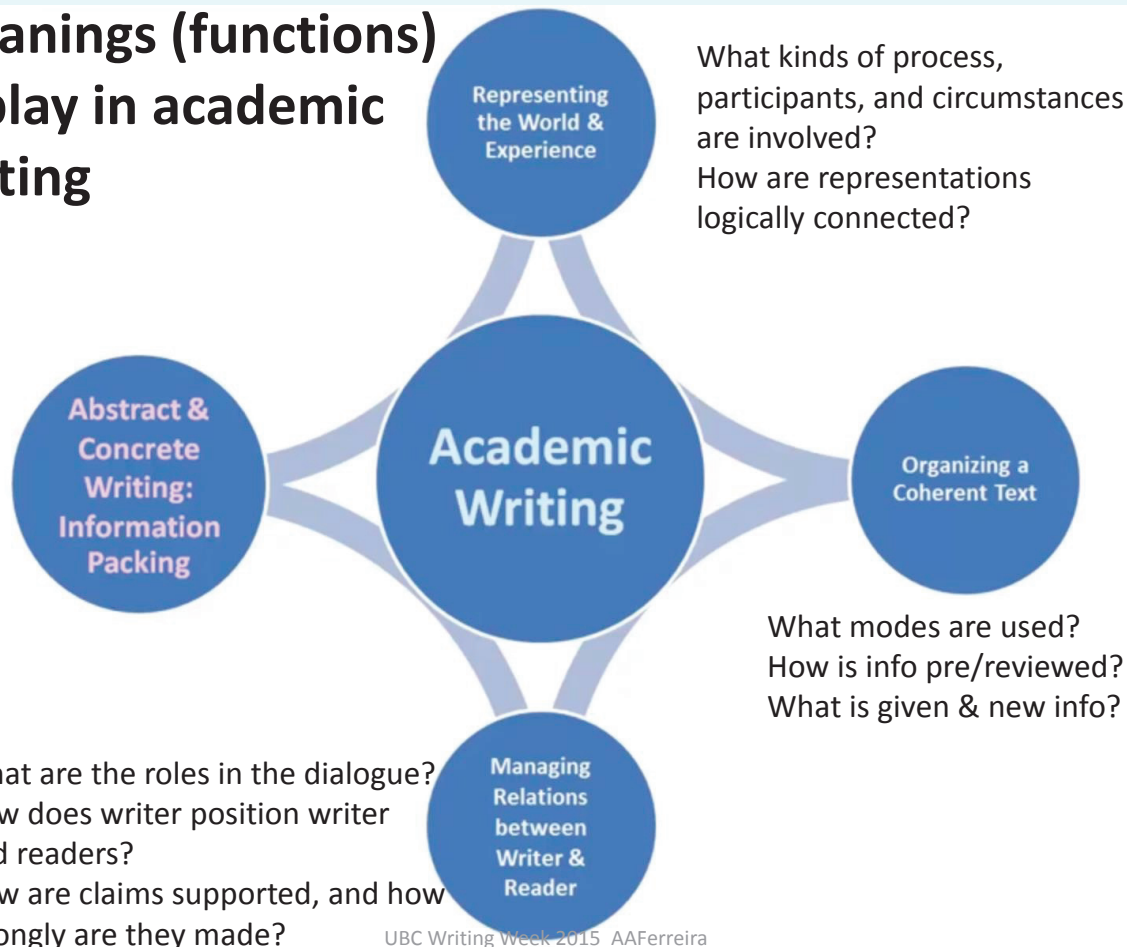 anings (functions)
play in academic
ting
Representing
the World &
Experience
What kinds of process,
participants, and circumstances
are involved?
How are representations
logically connected?
Abstract &
Concrete
Writing:
Information
Packing
Academic
Writing
Organizing a
Coherent Text
What modes are used?
How is info pre/reviewed?
What is given & new info?
hat are the roles in the dialogue?
w does writer position writer
d readers?
w are claims supported, and how
ongly are they made?
Managing
Relations
between
Writer &
Reader
UBC Writing Week 2015 AAFerreira